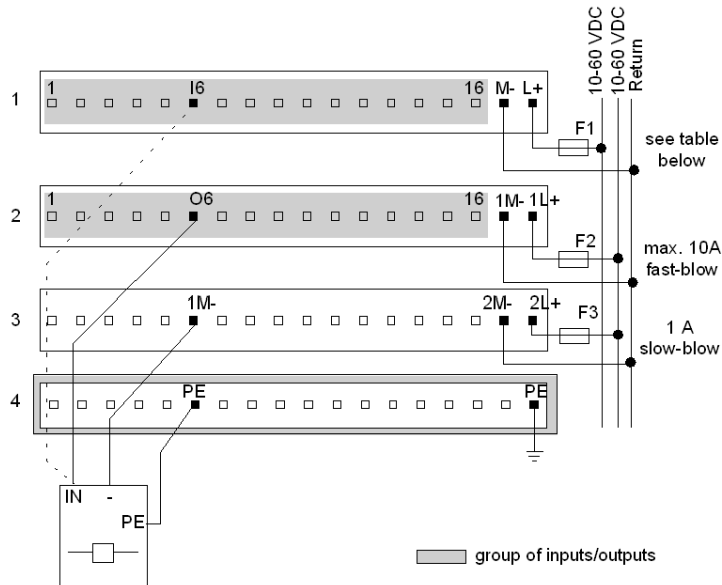 10-60 VDC
10-60 VDC
Return
1
1 I6 16 M- L+
F1
see table
below
2
1 O6 16 1M- 1L+
F2
max. 10A
fast-blow
3
1M- 2M- 2L+
F3
1 A
slow-blow
4
PE PE
IN -
PE
group of inputs/outputs